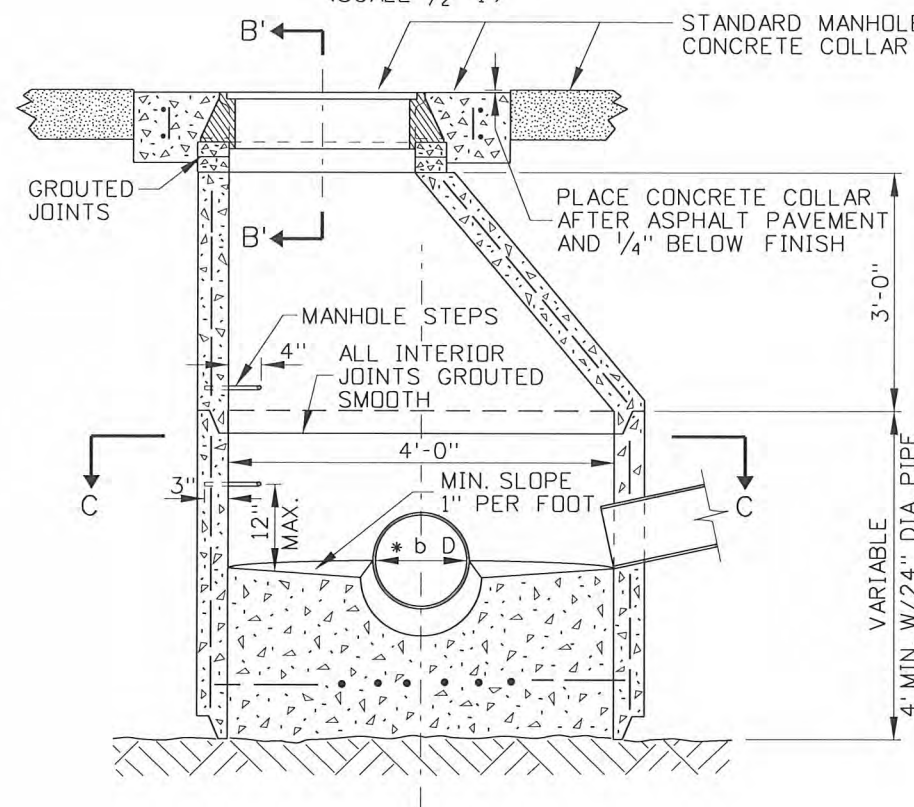 B'
STANDARD MANHOLE
CONCRETE COLLAR
GROUTED
JOINTS
B'
PLACE CONCRETE COLLAR
AFTER ASPHALT PAVEMENT
AND 1/4" BELOW FINISH
3'-0"
MANHOLE STEPS
4"
ALL INTERIOR
JOINTS GROUTED
SMOOTH
4'-0"
C
C
3"
12"
MAX.
MIN. SLOPE
1" PER FOOT
* b D
VARIABLE
4' MIN W/24" DIA PIPE